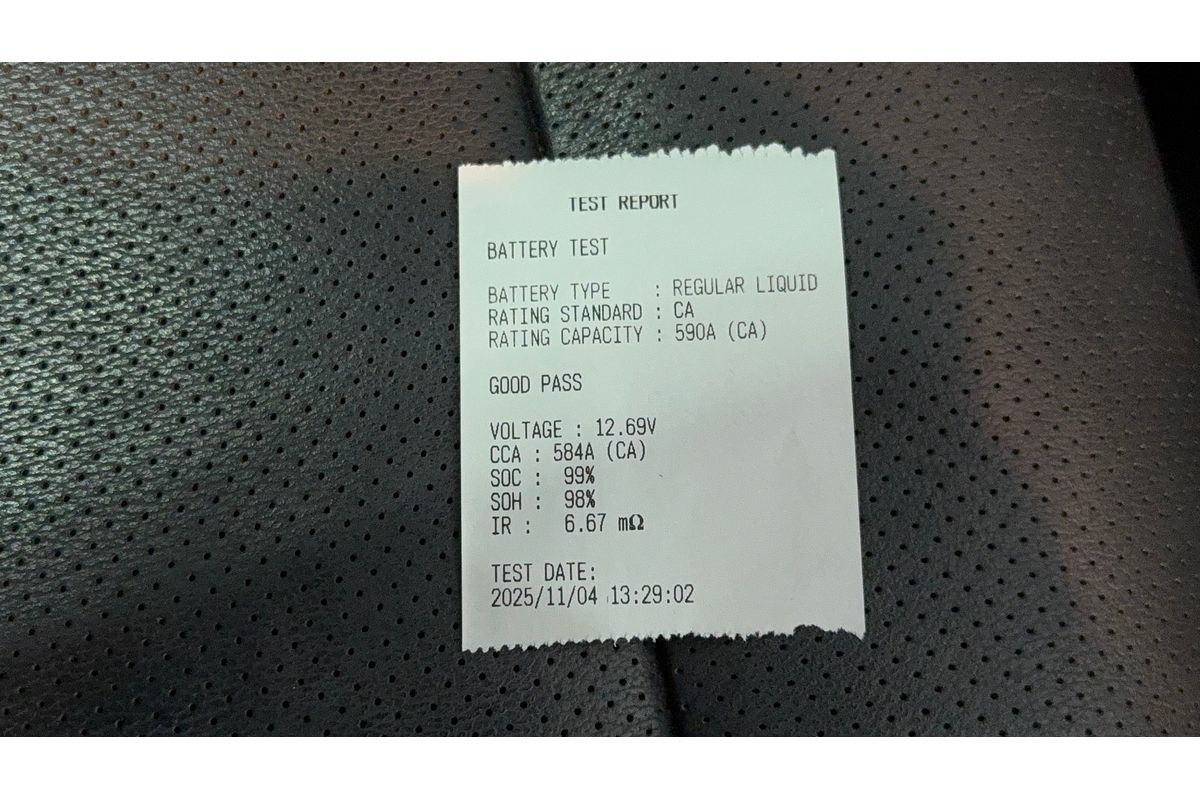 TEST REPORT
BATTERY TEST
BATTERY TYPE : REGULAR LIQUID
RATING STANDARD : CA
RATING CAPACITY : 590A (CA)
GOOD PASS
VOLTAGE : 12.69V
CCA : 584A (CA)
SOC : 99%
SOH : 98%
IR : 6.67 mΩ
TEST DATE:
2025/11/04 13:29:02